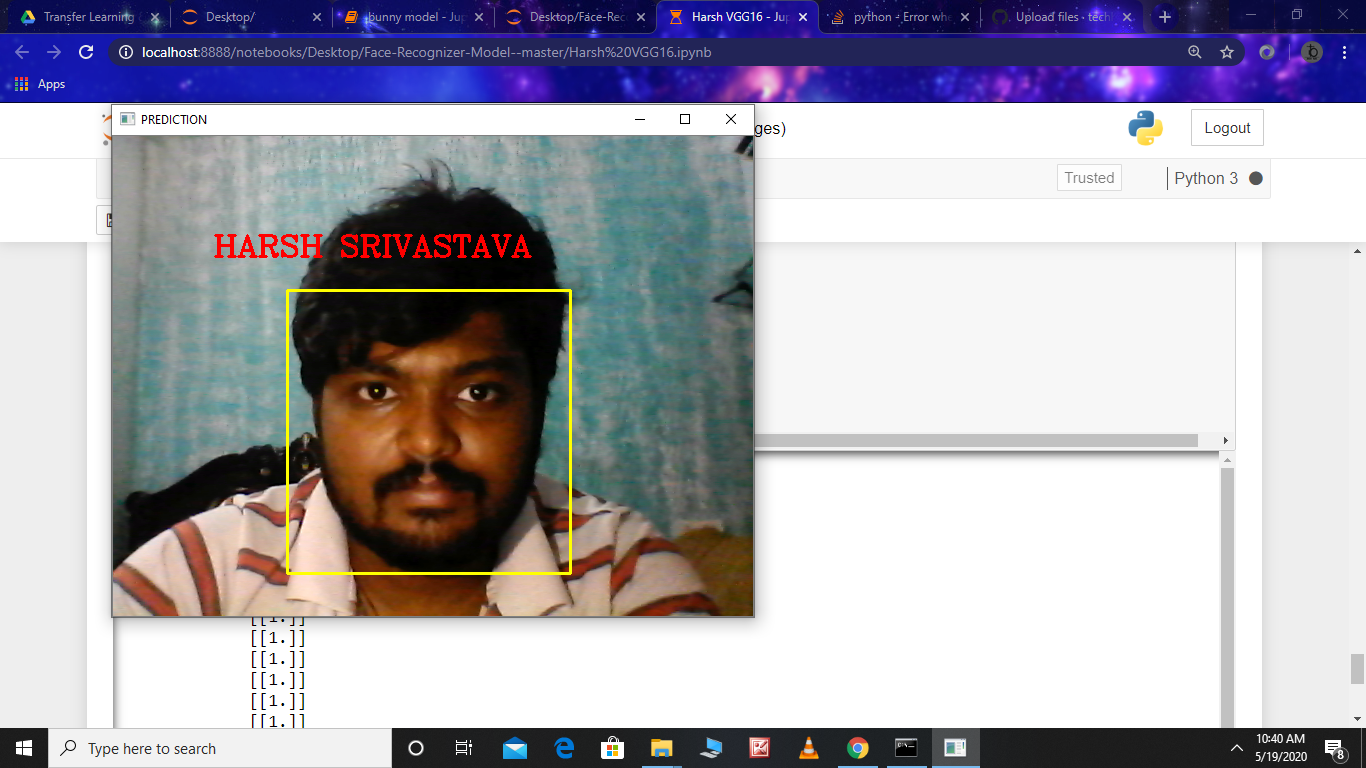 Transfer Learning
Desktop/
bunny model - Jup
Desktop/Face-Rec
Harsh VGG16 - Jup
python - Error whe
Upload files · tech
localhost:8888/notebooks/Desktop/Face-Recognizer-Model--master/Harsh%20VGG16.ipynb
Apps
PREDICTION
ges)
Logout
Trusted
Python 3
HARSH SRIVASTAVA
[[1.]]
[[1.]]
[[1.]]
[[1.]]
[[1.]]
[[1.]]
Type here to search
10:40 AM
5/19/2020
8